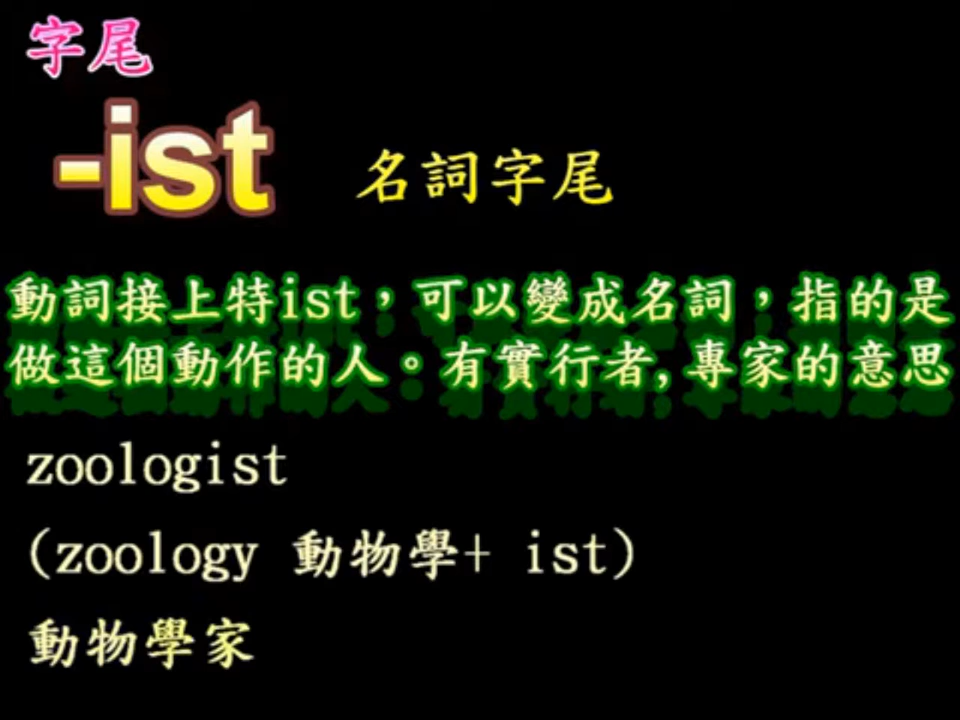 字尾
-ist 名詞字尾
動詞接上特ist，可以變成名詞，指的是
做這個動作的人。有實行者,專家的意思
zoologist
(zoology 動物學+ ist)
動物學家